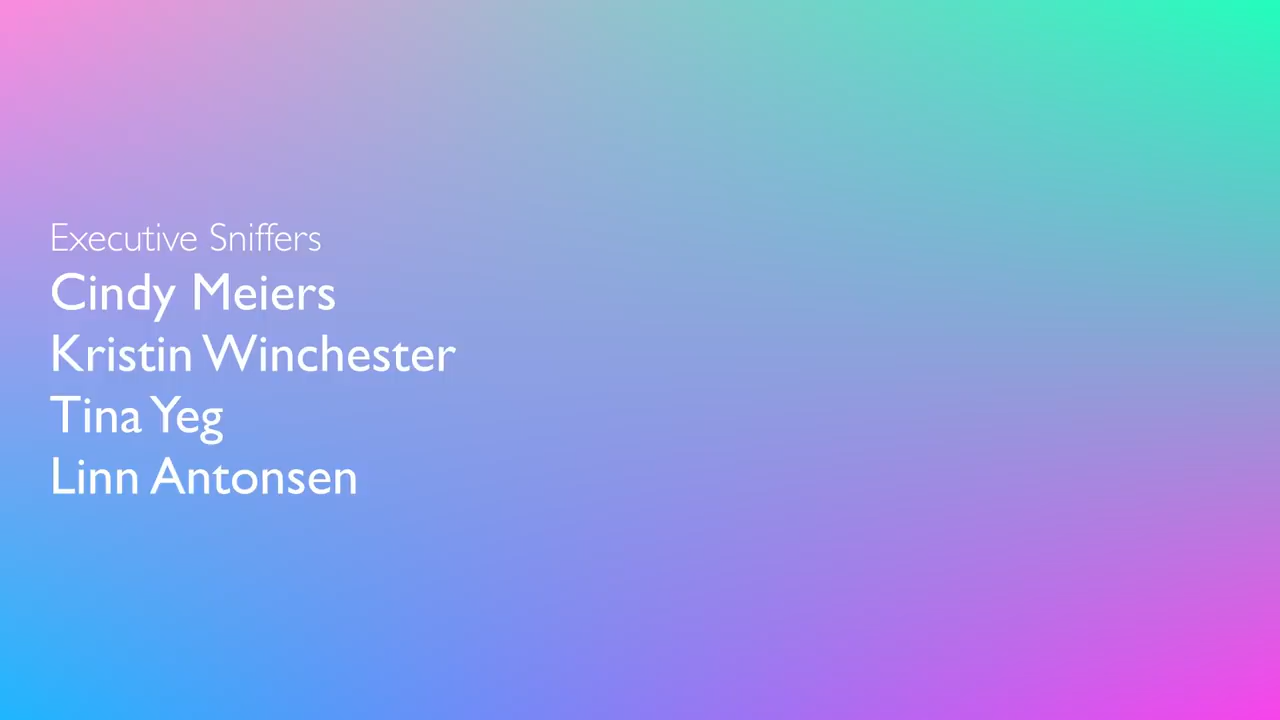 Executive Sniffers
Cindy Meiers
Kristin Winchester
Tina Yeg
Linn Antonsen